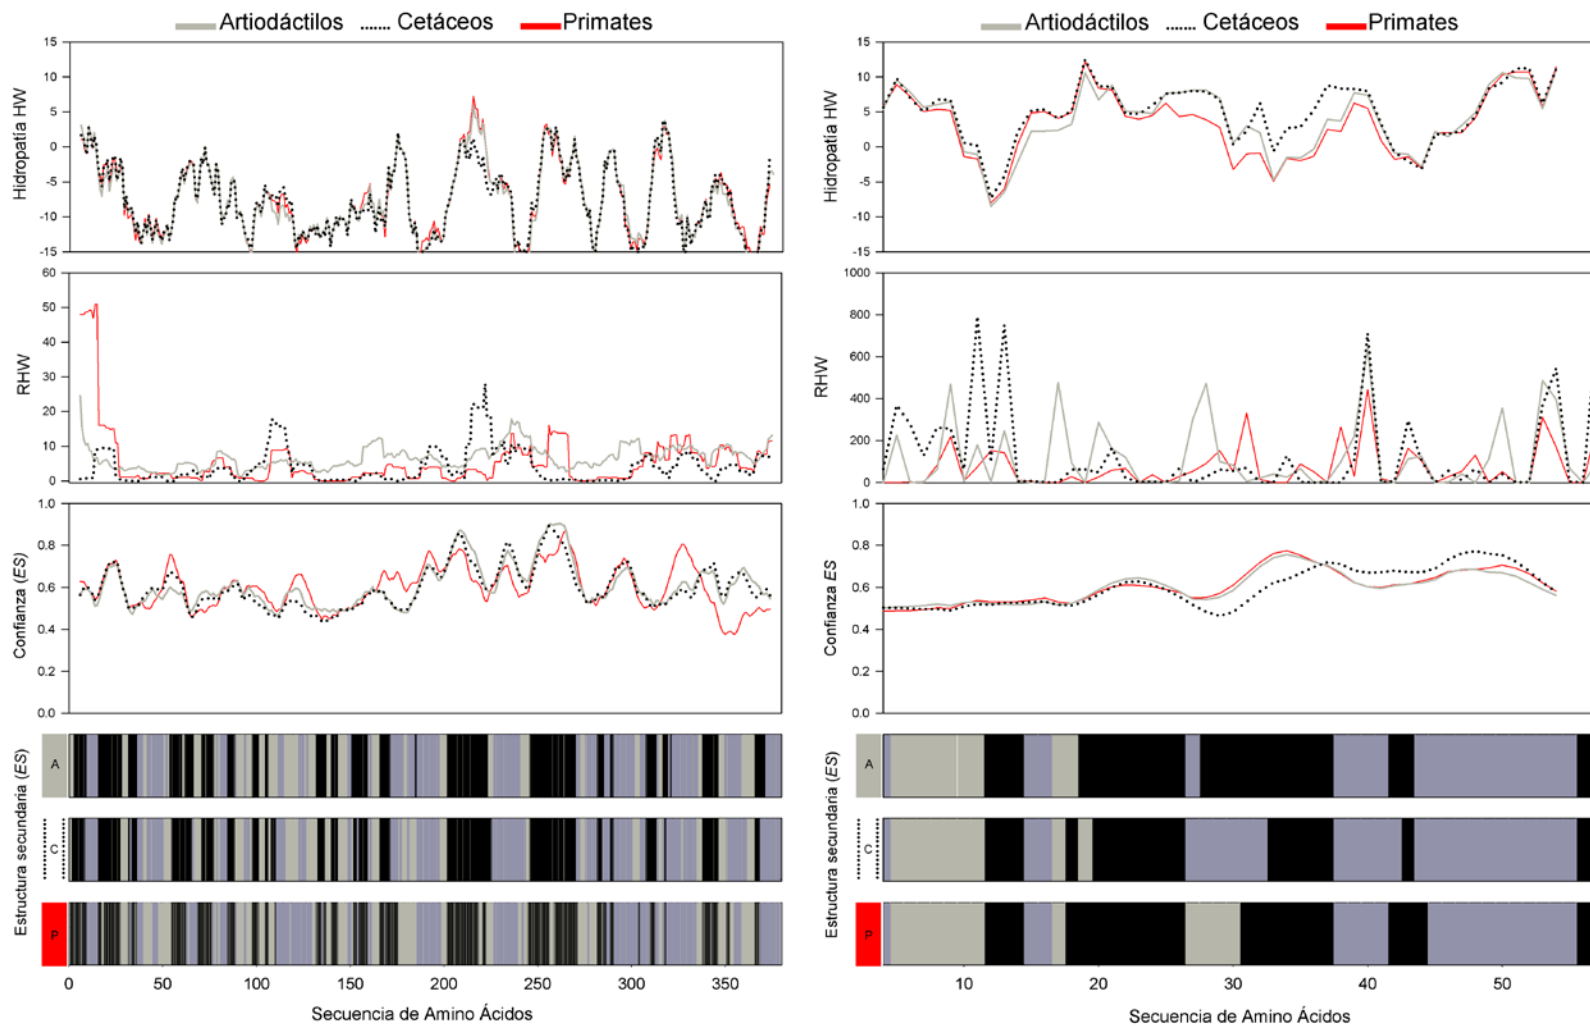 Artiodáctilos Cetáceos Primates
Hidropatía HW
15
10
5
0
-5
-10
-15
RHW
60
50
40
30
20
10
0
Confianza (ES)
1.0
0.8
0.6
0.4
0.2
0.0
Estructura secundaria (ES)
A
C
P
0 50 100 150 200 250 300 350
Secuencia de Amino Ácidos
Artiodáctilos Cetáceos Primates
Hidropatía HW
15
10
5
0
-5
-10
-15
RHW
1000
800
600
400
200
0
Confianza ES
1.0
0.8
0.6
0.4
0.2
0.0
Estructura secundaria (ES)
A
C
P
10 20 30 40 50
Secuencia de Amino Ácidos